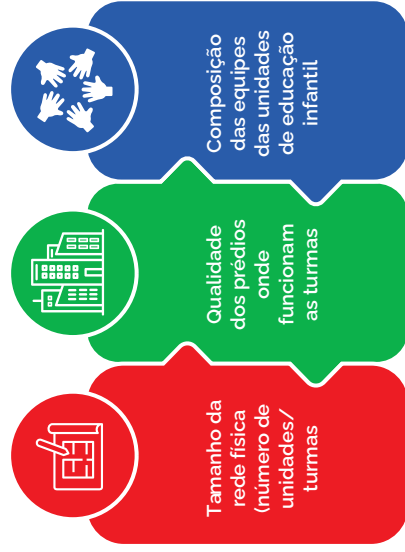 Tamanho da
rede física
(número de
unidades/
turmas
Qualidade
dos prédios
onde
funcionam
as turmas
Composição
das equipes
das unidades
de educação
infantil